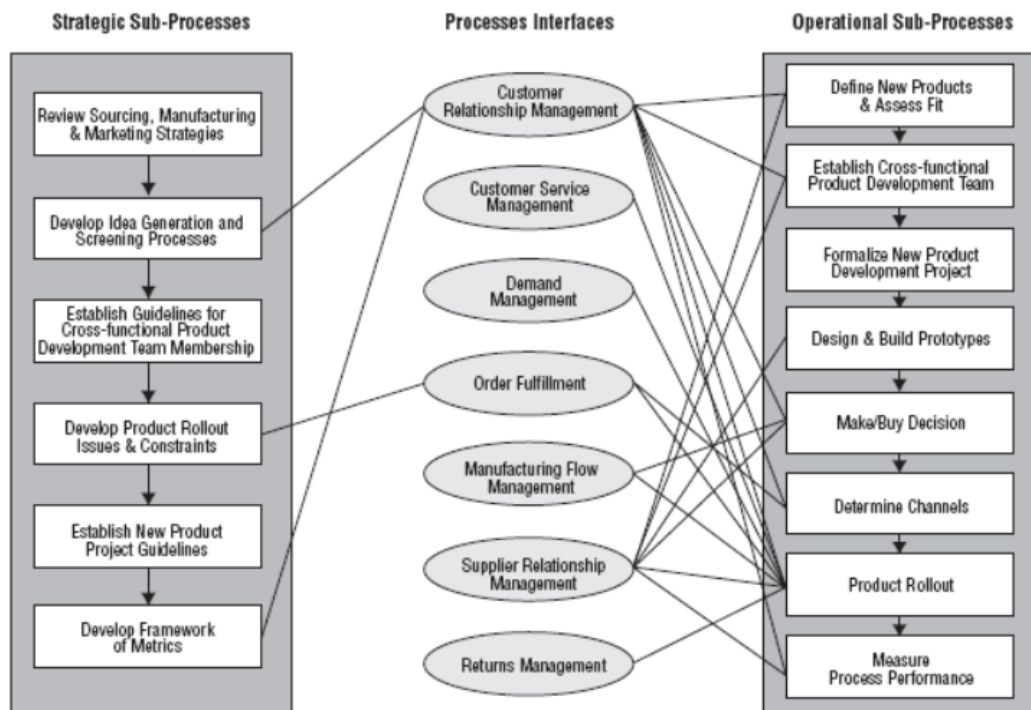 Strategic Sub-Processes
Processes Interfaces
Operational Sub-Processes
Review Sourcing, Manufacturing
& Marketing Strategies
Develop Idea Generation and
Screening Processes
Establish Guidelines for
Cross-functional Product
Development Team Membership
Develop Product Rollout
Issues & Constraints
Establish New Product
Project Guidelines
Develop Framework
of Metrics
Customer
Relationship Management
Customer Service
Management
Demand
Management
Order Fulfillment
Manufacturing Flow
Management
Supplier Relationship
Management
Returns Management
Define New Products
& Assess Fit
Establish Cross-functional
Product Development Team
Formalize New Product
Development Project
Design & Build Prototypes
Make/Buy Decision
Determine Channels
Product Rollout
Measure
Process Performance